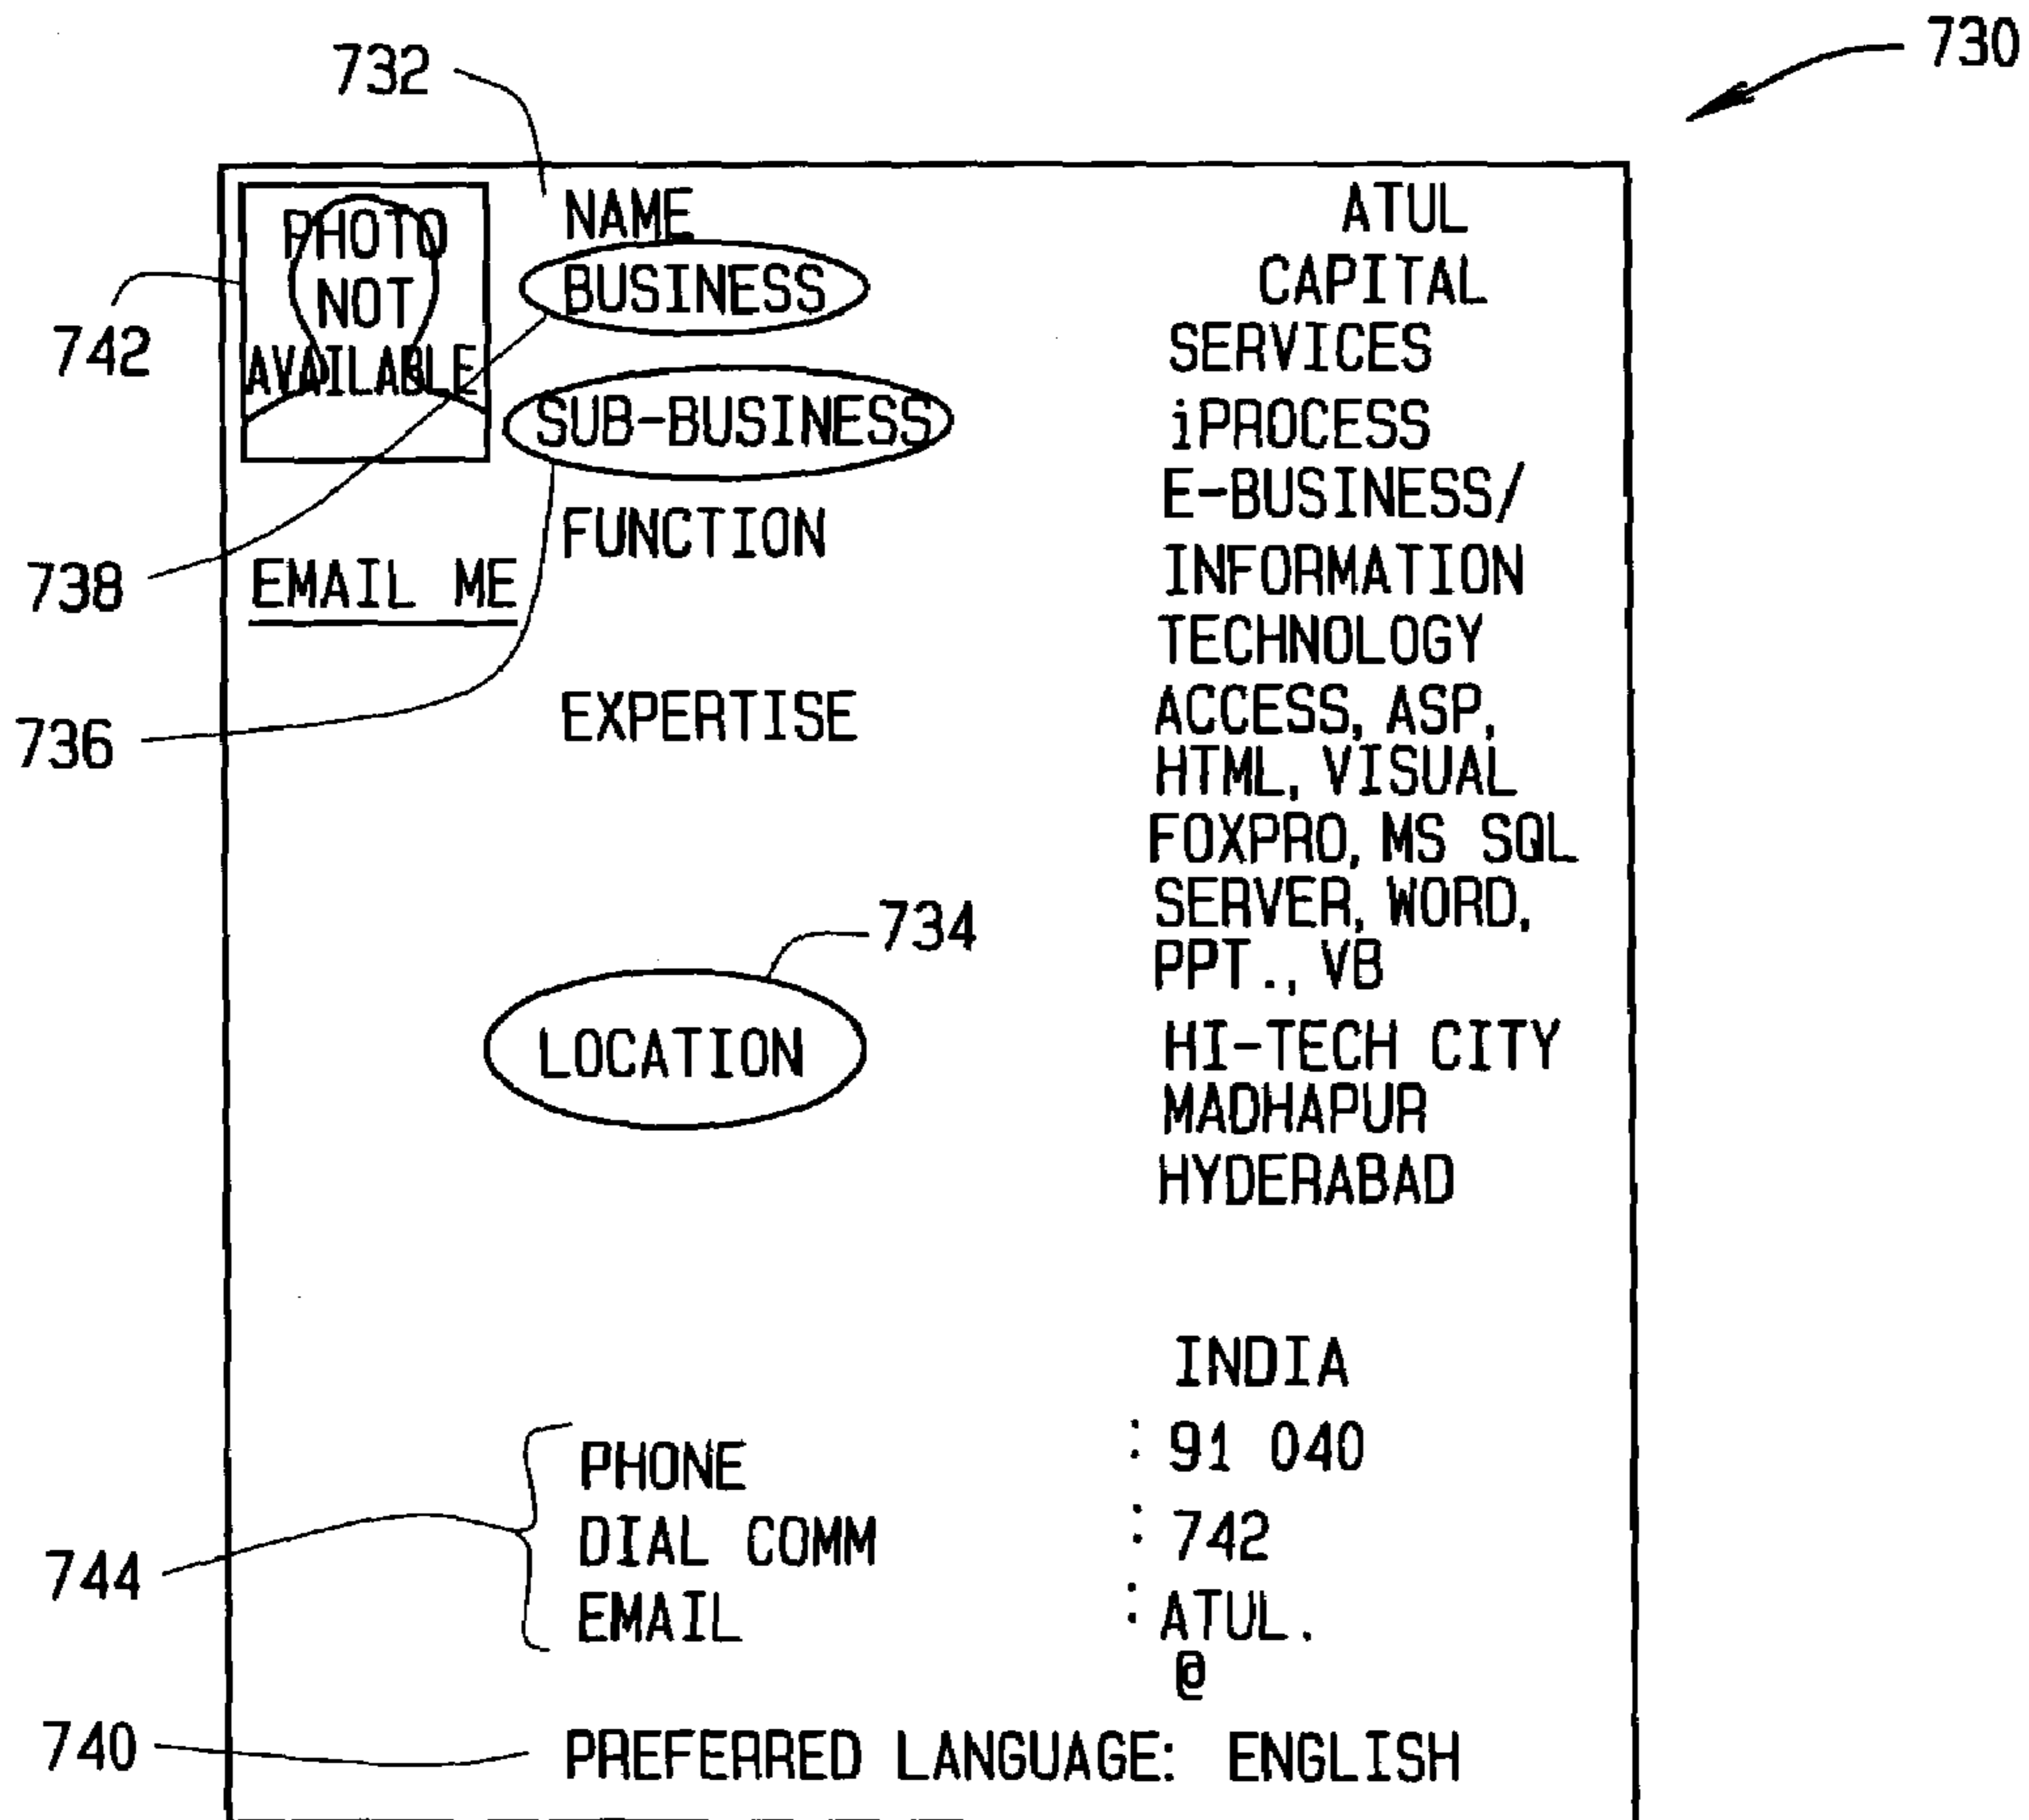 730
732
NAME ATUL
PHOTO
NOT
AVAILABLE
742
BUSINESS CAPITAL
SERVICES
SUB-BUSINESS iPROCESS
E-BUSINESS/
FUNCTION INFORMATION
738
EMAIL ME
TECHNOLOGY
736
EXPERTISE ACCESS, ASP,
HTML, VISUAL
FOXPRO, MS SQL
SERVER, WORD,
734
PPT., VB
LOCATION HI-TECH CITY
MADHAPUR
HYDERABAD
INDIA
PHONE : 91 040
DIAL COMM : 742
744
EMAIL : ATUL.
@
740
PREFERRED LANGUAGE: ENGLISH